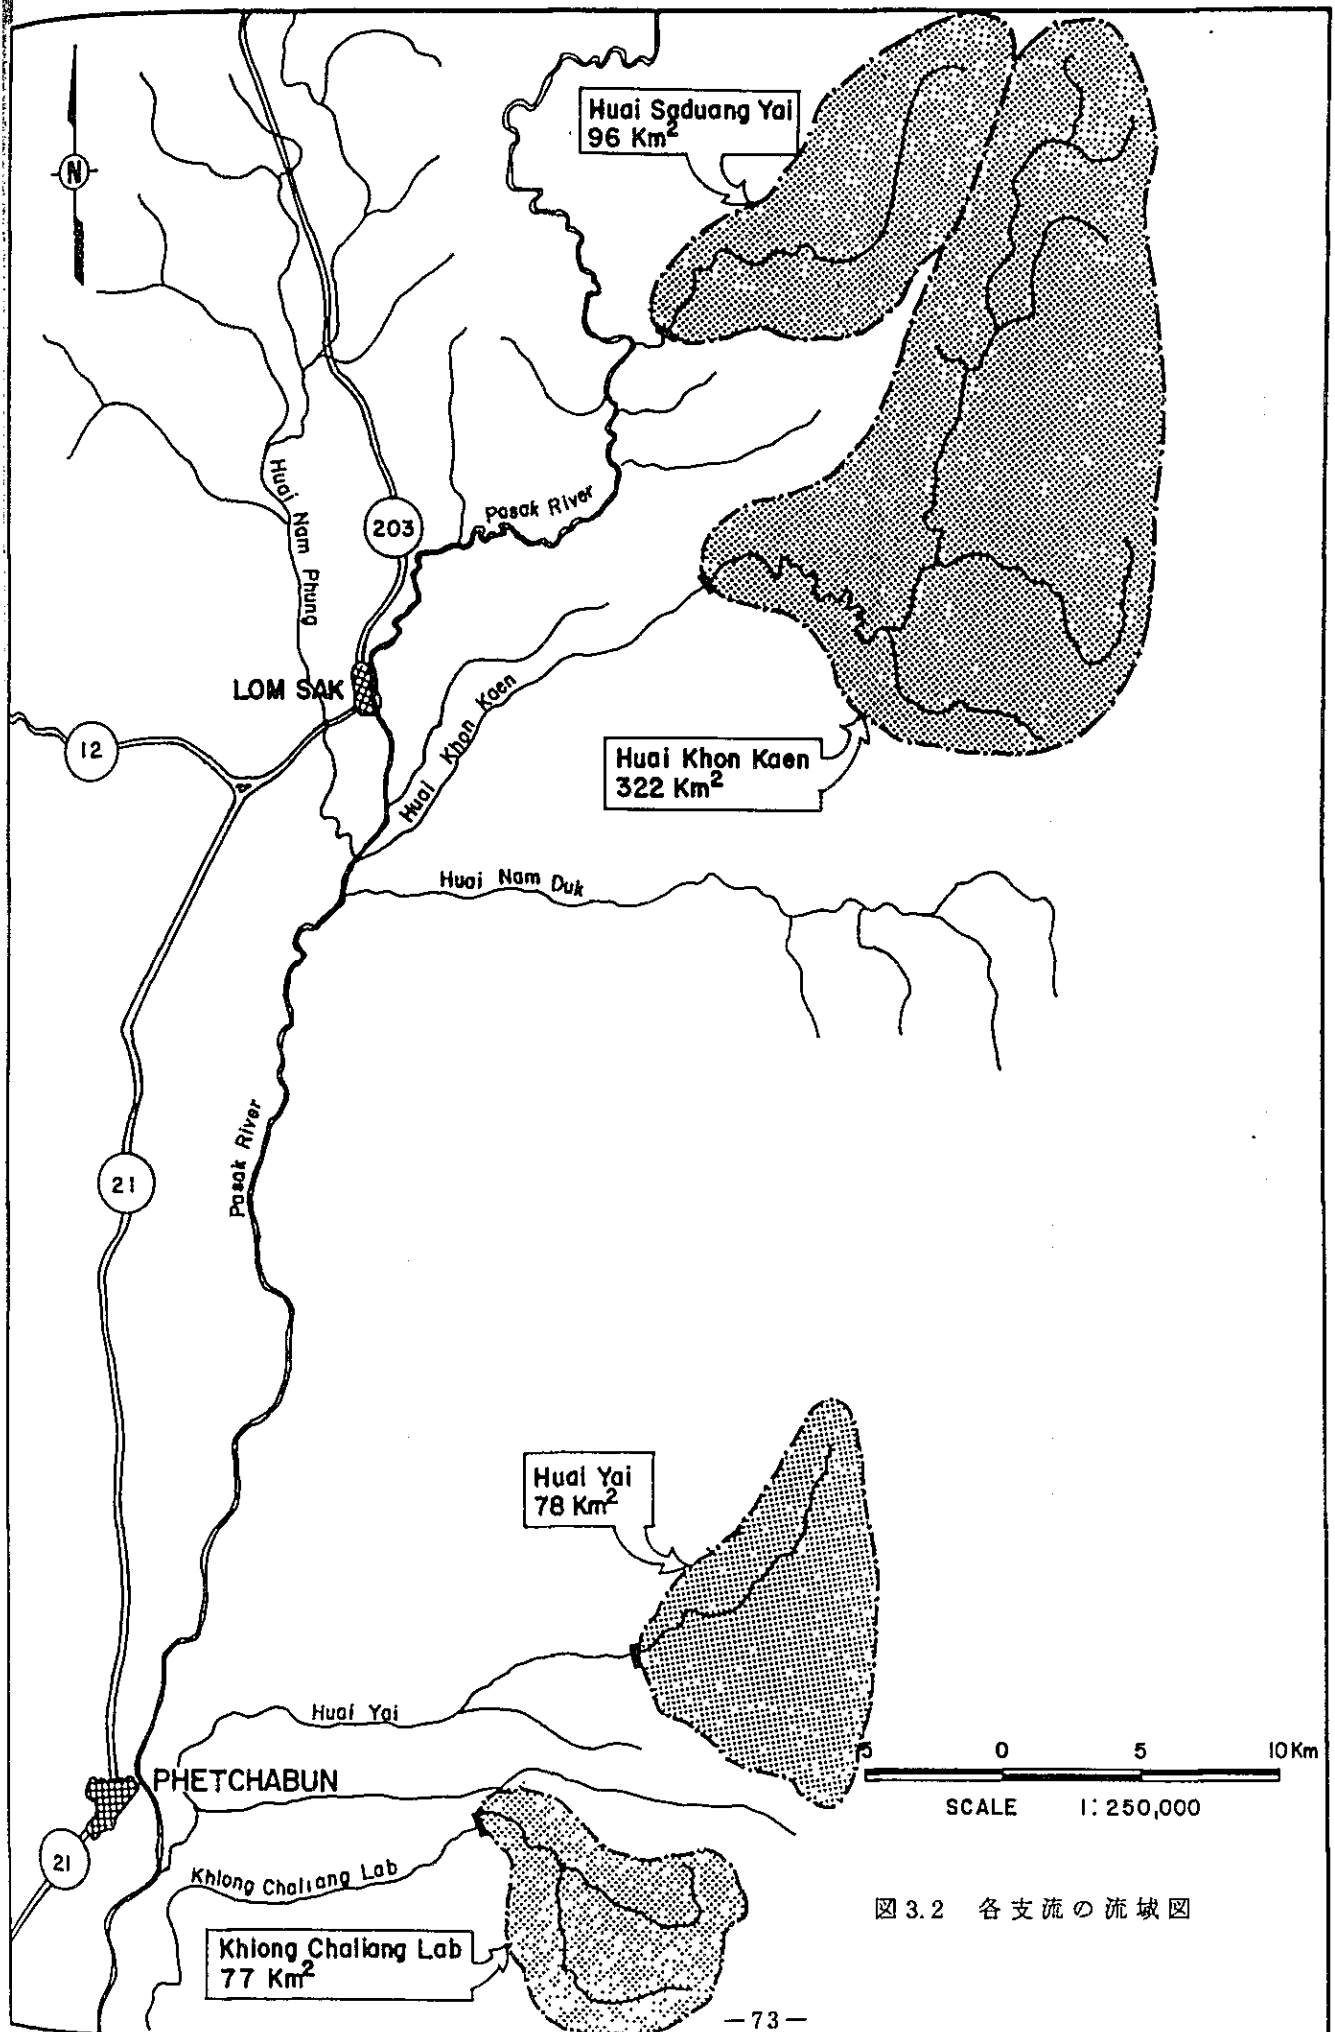 Huai Saduang Yai
96 Km²
N
Huai Nam Phung
203
Pasak River
LOM SAK
12
Huai Khon Kaen
Huai Khon Kaen
322 Km²
Huai Nam Duk
Pasak River
21
Huai Yai
78 Km²
Huai Yai
5 0 5 10 Km
SCALE 1:250,000
PHETCHABUN
21
Khlong Chaliang Lab
図3.2 各支流の流域図
Khlong Chaliang Lab
77 Km²
—73—